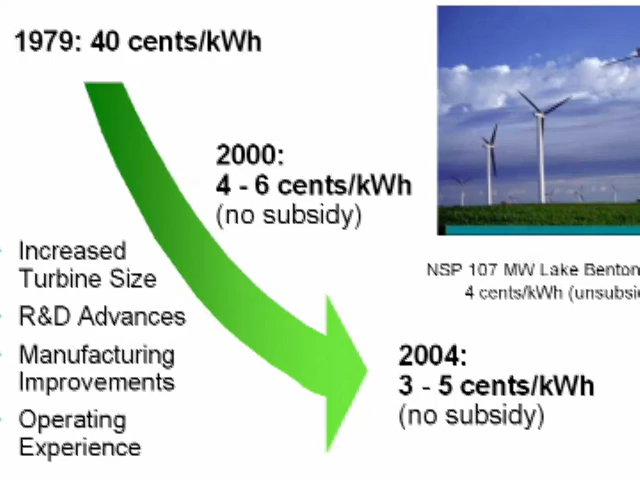 1979: 40 cents/kWh
2000:
4 - 6 cents/kWh
(no subsidy)
Increased
Turbine Size
R&D Advances
Manufacturing
Improvements
Operating
Experience
NSP 107 MW Lake Benton
4 cents/kWh
2004:
3 - 5 cents/kWh
(no subsidy)